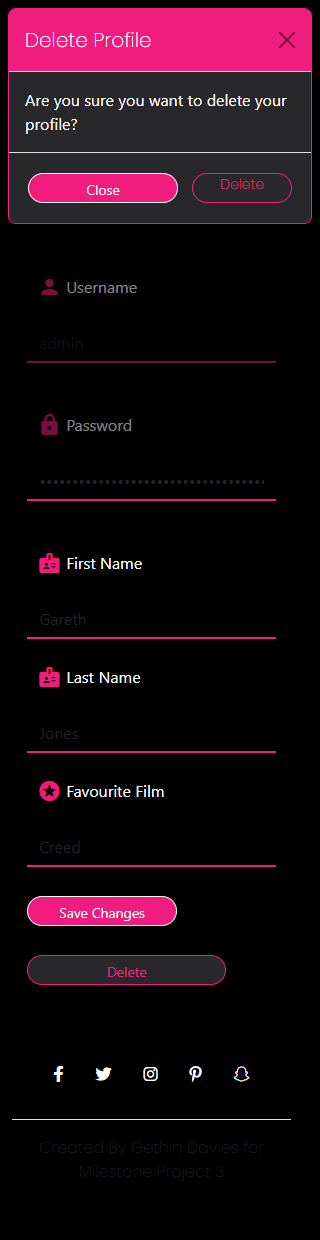 Delete Profile
Are you sure you want to delete your
profile?
Close
Delete
Username
admin
Password
First Name
Gareth
Last Name
Jones
Favourite Film
Creed
Save Changes
Delete
Created By Gethin Davies for
Milestone Project 3